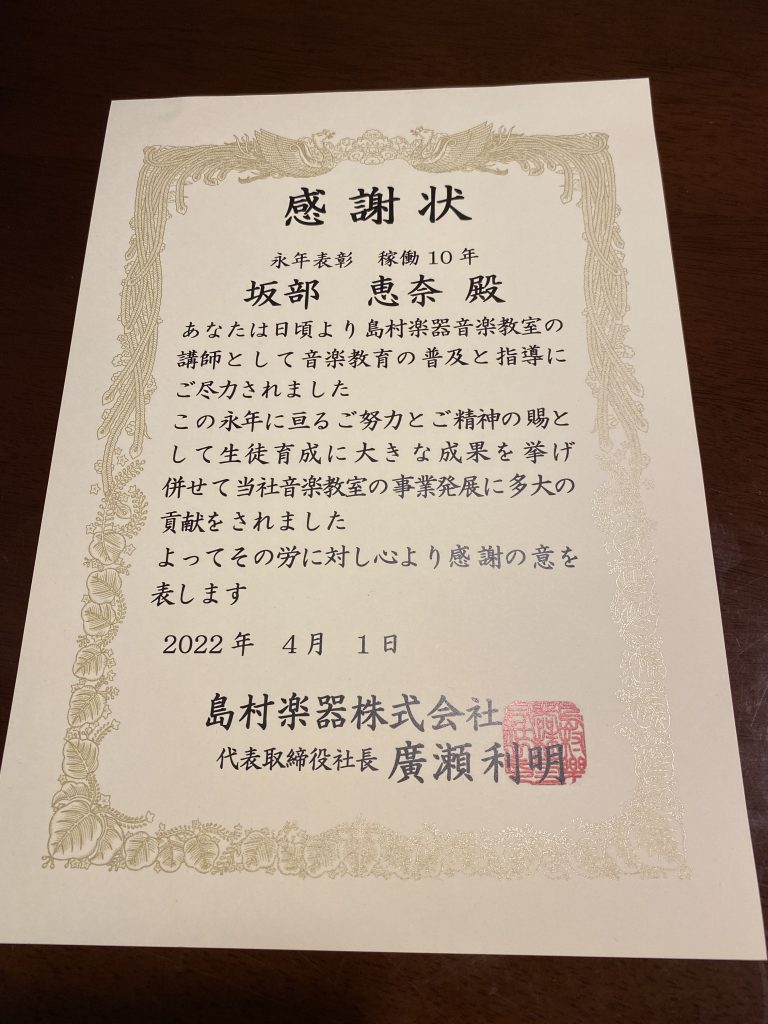 感謝状
永年表彰 稼働10年
坂部 恵奈 殿
あなたは日頃より島村楽器音楽教室の
講師として音楽教育の普及と指導に
ご尽力されました
この永年に亘るご努力とご精神の賜と
して生徒育成に大きな成果を挙げ
併せて当社音楽教室の事業発展に多大の
貢献をされました
よってその労に対し心より感謝の意を
表します
2022年 4月 1日
島村楽器株式会社
代表取締役社長 廣瀬利明